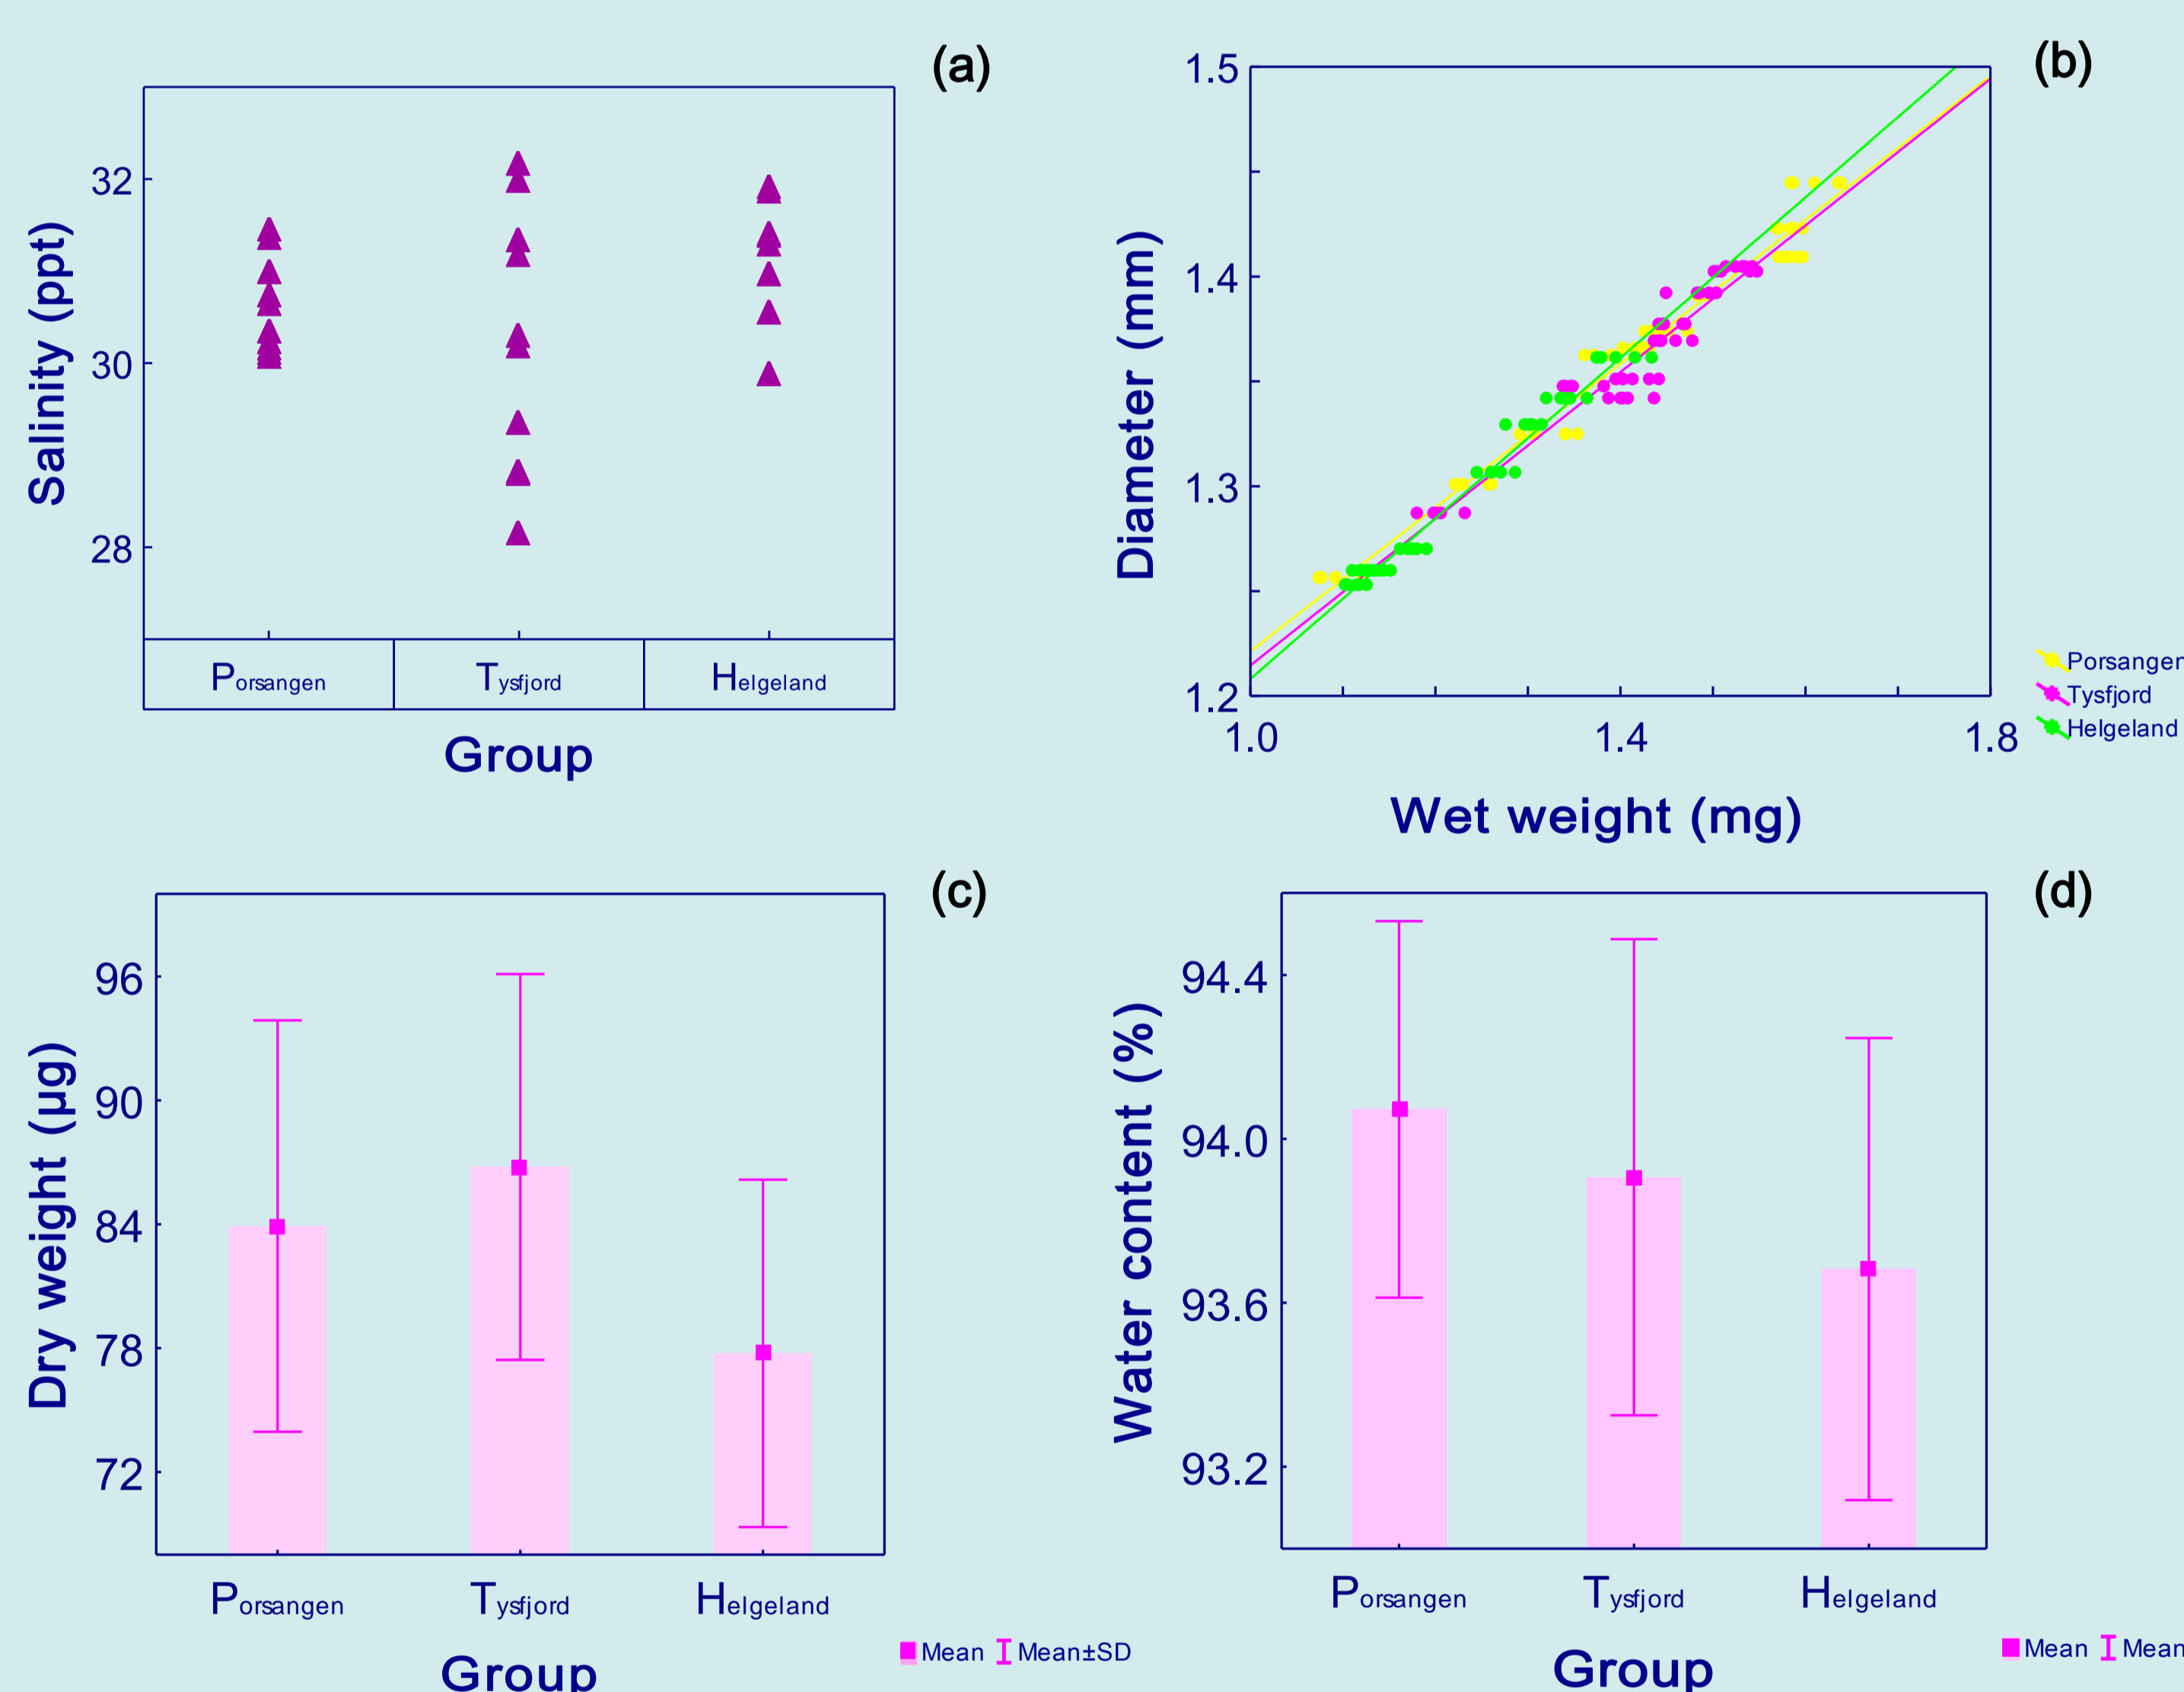 (a)
Salinity (ppt)
32
30
28
Porsangen Tysfjord Helgeland
Group
(b)
Diameter (mm)
1.5
1.4
1.3
1.2
1.0 1.4 1.8
Wet weight (mg)
Porsangen
Tysfjord
Helgeland
(c)
Dry weight (µg)
96
90
84
78
72
Porsangen Tysfjord Helgeland
Group
Mean Mean±SD
(d)
Water content (%)
94.4
94.0
93.6
93.2
Porsangen Tysfjord Helgeland
Group
Mean Mean